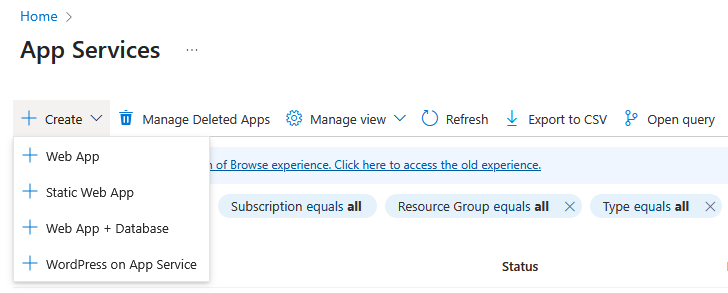 Home >
App Services ...
+ Create Manage Deleted Apps Manage view Refresh Export to CSV Open query
+ Web App
n of Browse experience. Click here to access the old experience.
+ Static Web App
Subscription equals all Resource Group equals all × Type equals all ×
+ Web App + Database
+ WordPress on App Service
Status